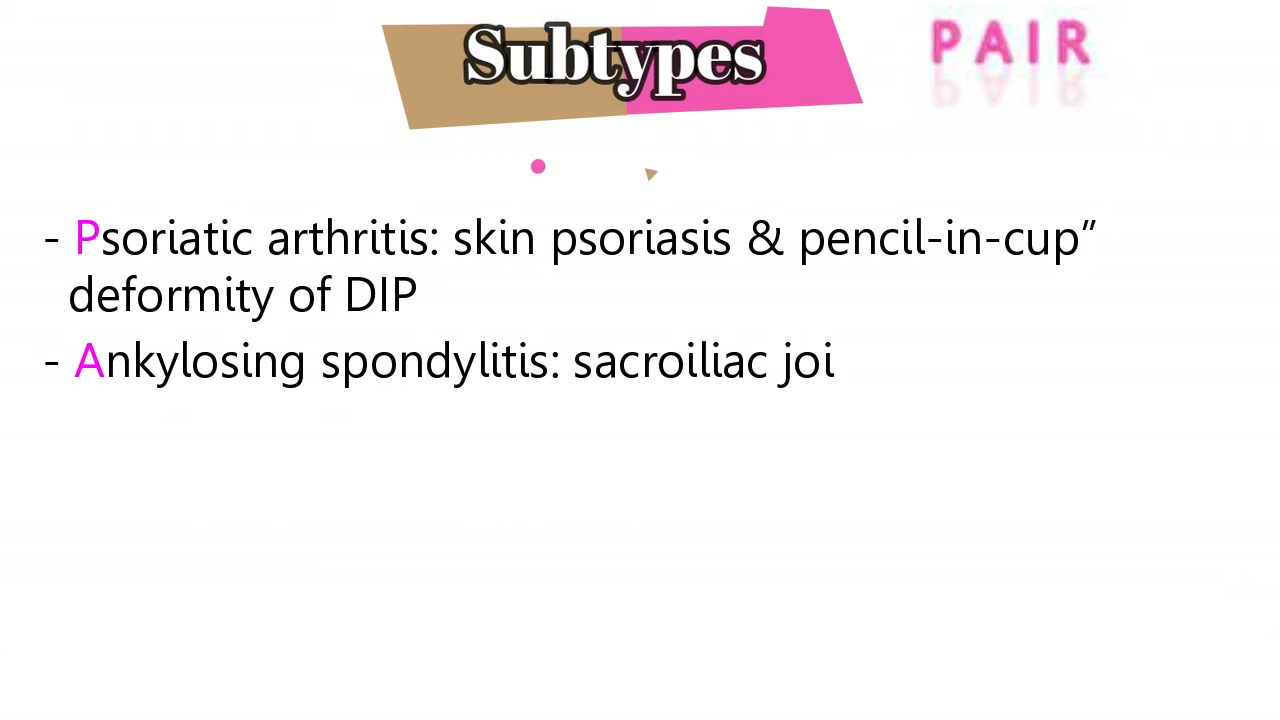 Subtypes
PAIR
- Psoriatic arthritis: skin psoriasis & pencil-in-cup”
deformity of DIP
- Ankylosing spondylitis: sacroiliac joi